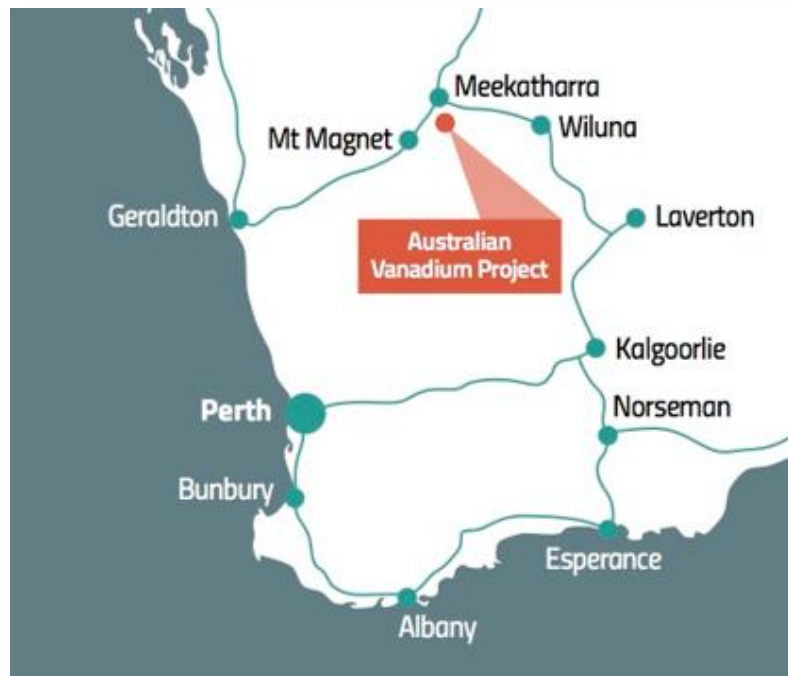 Meekatharra
Mt Magnet
Wiluna
Geraldton
Laverton
Australian
Vanadium Project
Kalgoorlie
Perth
Norseman
Bunbury
Esperance
Albany